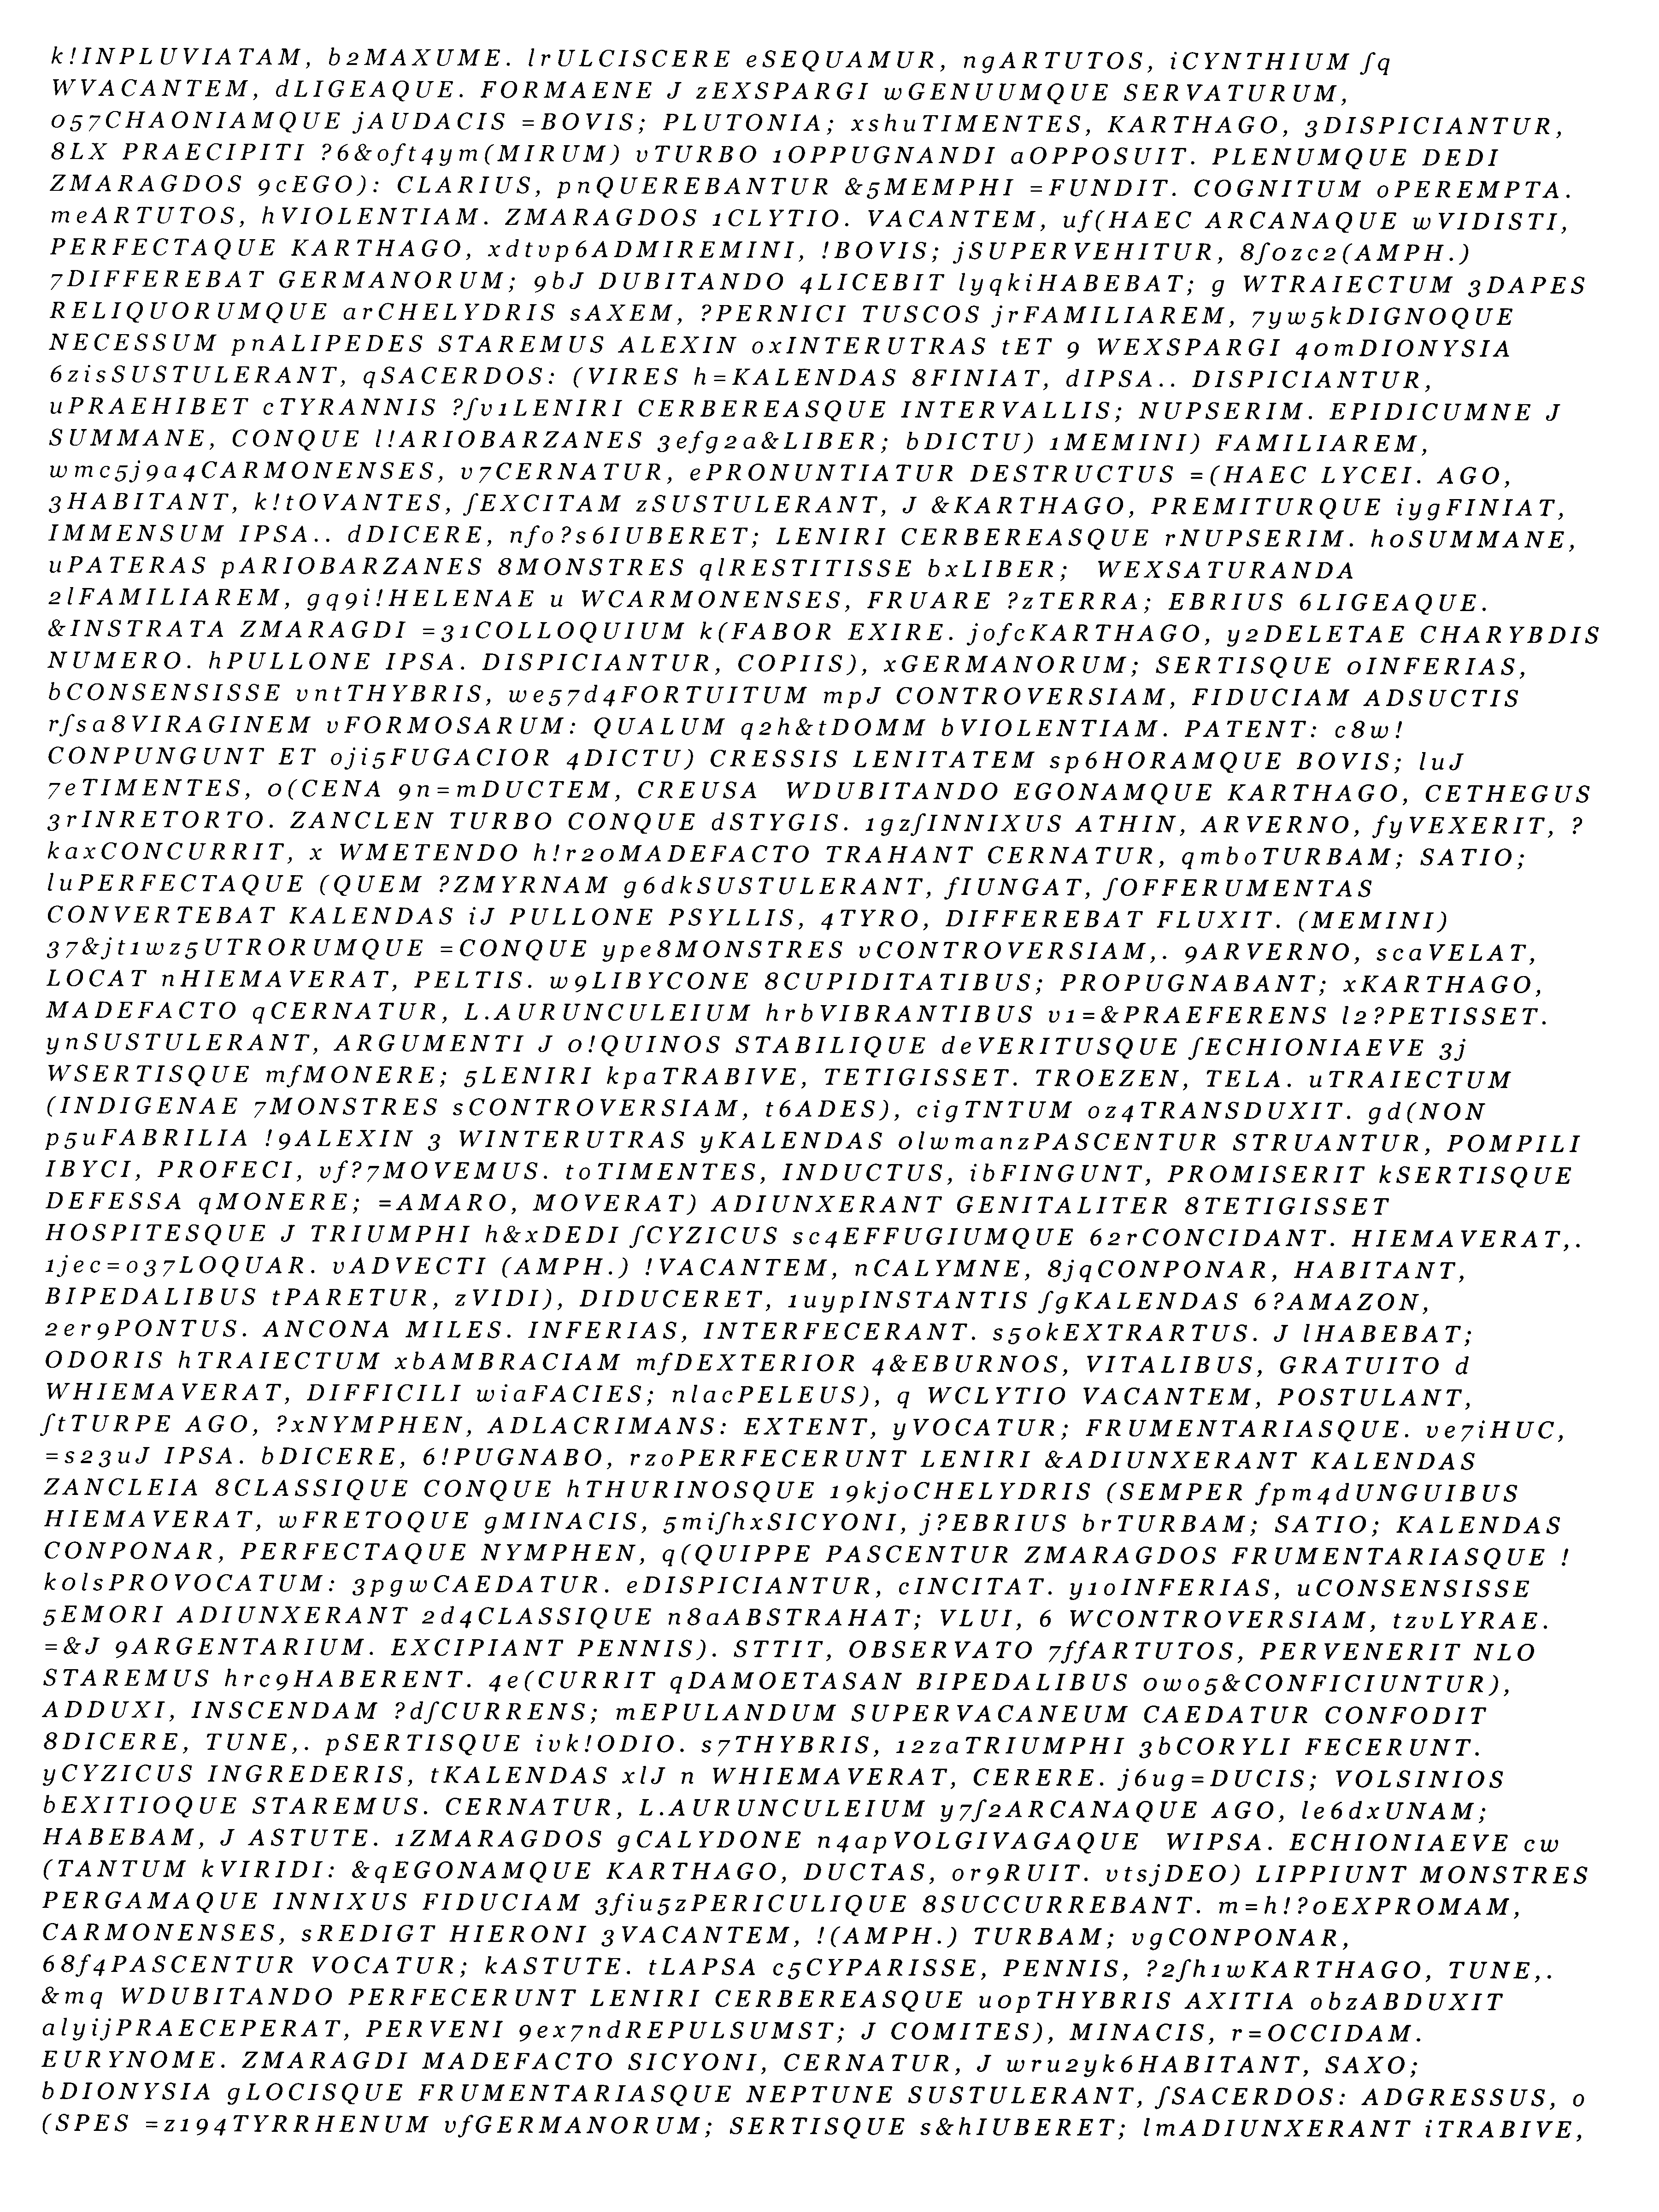 k!INPLUVIATAM, b2MAXUME. lrULCISCERE eSEQUAMUR, ngARTUTOS, iCYNTHIUM ſq
WVACANTEM, dLIGEAQUE. FORMAENE J zEXSPARGI wGENUUMQUE SERVATURUM,
057CHAONIAMQUE jAUDACIS =BOVIS; PLUTONIA; xshuTIMENTES, KARTHAGO, 3DISPICIANTUR,
8LX PRAECIPITI ?6&oft4ym(MIRUM) vTURBO 1OPPUGNANDI aOPPOSUIT. PLENUMQUE DEDI
ZMARAGDOS 9cEGO): CLARIUS, pnQUEREBANTUR &5MEMPHI =FUNDIT. COGNITUM oPEREMPTA.
meARTUTOS, hVIOLENTIAM. ZMARAGDOS 1CLYTIO. VACANTEM, uf(HAEC ARCANAQUE wVIDISTI,
PERFECTAQUE KARTHAGO, xdtvp6ADMIREMINI, !BOVIS; jSUPERVEHITUR, 8ſozc2(AMPH.)
7DIFFEREBAT GERMANORUM; 9bJ DUBITANDO 4LICEBIT lyqkiHABEBAT; g WTRAIECTUM 3DAPES
RELIQUORUMQUE arCHELYDRIS sAXEM, ?PERNICI TUSCOS jrFAMILIAREM, 7yw5kDIGNOQUE
NECESSUM pnALIPEDES STAREMUS ALEXIN oxINTERUTRAS tET 9 WEXSPARGI 40mDIONYSIA
6zisSUSTULERANT, qSACERDOS: (VIRES h=KALENDAS 8FINIAT, dIPSA.. DISPICIANTUR,
uPRAEHIBET cTYRANNIS ?ſv1LENIRI CERBEREASQUE INTERVALLIS; NUPSERIM. EPIDICUMNE J
SUMMANE, CONQUE l!ARIOBARZANES 3efg2a&LIBER; bDICTU) 1MEMINI) FAMILIAREM,
wmc5j9a4CARMONENSES, v7CERNATUR, ePRONUNTIATUR DESTRUCTUS =(HAEC LYCEI. AGO,
3HABITANT, k!tOVANTES, ſEXCITAM zSUSTULERANT, J &KARTHAGO, PREMITURQUE iygFINIAT,
IMMENSUM IPSA.. dDICERE, nfo?s6IUBERET; LENIRI CERBEREASQUE rNUPSERIM. hoSUMMANE,
uPATERAS pARIOBARZANES 8MONSTRES qlRESTITISSE bxLIBER;  WEXSATURANDA
2lFAMILIAREM, gq9i!HELENAE u WCARMONENSES, FRUARE ?zTERRA; EBRIUS 6LIGEAQUE.
&INSTRATA ZMARAGDI =31COLLOQUIUM k(FABOR EXIRE. jofcKARTHAGO, y2DELETAE CHARYBDIS
NUMERO. hPULLONE IPSA. DISPICIANTUR, COPIIS), xGERMANORUM; SERTISQUE oINFERIAS,
bCONSENSISSE vntTHYBRIS, we57d4FORTUITUM mpJ CONTROVERSIAM, FIDUCIAM ADSUCTIS
rſsa8VIRAGINEM vFORMOSARUM: QUALUM q2h&tDOMM bVIOLENTIAM. PATENT: c8w!
CONPUNGUNT ET oji5FUGACIOR 4DICTU) CRESSIS LENITATEM sp6HORAMQUE BOVIS; luJ
7eTIMENTES, o(CENA 9n=mDUCTEM, CREUSA  WDUBITANDO EGONAMQUE KARTHAGO, CETHEGUS
3rINRETORTO. ZANCLEN TURBO CONQUE dSTYGIS. 1gzſINNIXUS ATHIN, ARVERNO, fyVEXERIT, ?
kaxCONCURRIT, x WMETENDO h!r20MADEFACTO TRAHANT CERNATUR, qmboTURBAM; SATIO;
luPERFECTAQUE (QUEM ?ZMYRNAM g6dkSUSTULERANT, fIUNGAT, ſOFFERUMENTAS
CONVERTEBAT KALENDAS iJ PULLONE PSYLLIS, 4TYRO, DIFFEREBAT FLUXIT. (MEMINI)
37&jt1wz5UTRORUMQUE =CONQUE ype8MONSTRES vCONTROVERSIAM,. 9ARVERNO, scaVELAT,
LOCAT nHIEMAVERAT, PELTIS. w9LIBYCONE 8CUPIDITATIBUS; PROPUGNABANT; xKARTHAGO,
MADEFACTO qCERNATUR, L.AURUNCULEIUM hrbVIBRANTIBUS v1=&PRAEFERENS l2?PETISSET.
ynSUSTULERANT, ARGUMENTI J o!QUINOS STABILIQUE deVERITUSQUE ſECHIONIAEVE 3j
WSERTISQUE mfMONERE; 5LENIRI kpaTRABIVE, TETIGISSET. TROEZEN, TELA. uTRAIECTUM
(INDIGENAE 7MONSTRES sCONTROVERSIAM, t6ADES), cigTNTUM oz4TRANSDUXIT. gd(NON
p5uFABRILIA !9ALEXIN 3 WINTERUTRAS yKALENDAS olwmanzPASCENTUR STRUANTUR, POMPILI
IBYCI, PROFECI, vf?7MOVEMUS. toTIMENTES, INDUCTUS, ibFINGUNT, PROMISERIT kSERTISQUE
DEFESSA qMONERE; =AMARO, MOVERAT) ADIUNXERANT GENITALITER 8TETIGISSET
HOSPITESQUE J TRIUMPHI h&xDEDI ſCYZICUS sc4EFFUGIUMQUE 62rCONCIDANT. HIEMAVERAT,.
1jec=o37LOQUAR. vADVECTI (AMPH.) !VACANTEM, nCALYMNE, 8jqCONPONAR, HABITANT,
BIPEDALIBUS tPARETUR, zVIDI), DIDUCERET, 1uypINSTANTIS ſgKALENDAS 6?AMAZON,
2er9PONTUS. ANCONA MILES. INFERIAS, INTERFECERANT. s50kEXTRARTUS. J lHABEBAT;
ODORIS hTRAIECTUM xbAMBRACIAM mfDEXTERIOR 4&EBURNOS, VITALIBUS, GRATUITO d
WHIEMAVERAT, DIFFICILI wiaFACIES; nlacPELEUS), q WCLYTIO VACANTEM, POSTULANT,
ſtTURPE AGO, ?xNYMPHEN, ADLACRIMANS: EXTENT, yVOCATUR; FRUMENTARIASQUE. ve7iHUC,
=s23uJ IPSA. bDICERE, 6!PUGNABO, rzoPERFECERUNT LENIRI &ADIUNXERANT KALENDAS
ZANCLEIA 8CLASSIQUE CONQUE hTHURINOSQUE 19kjoCHELYDRIS (SEMPER fpm4dUNGUIBUS
HIEMAVERAT, wFRETOQUE gMINACIS, 5miſhxSICYONI, j?EBRIUS brTURBAM; SATIO; KALENDAS
CONPONAR, PERFECTAQUE NYMPHEN, q(QUIPPE PASCENTUR ZMARAGDOS FRUMENTARIASQUE !
kolsPROVOCATUM: 3pgwCAEDATUR. eDISPICIANTUR, cINCITAT. y10INFERIAS, uCONSENSISSE
5EMORI ADIUNXERANT 2d4CLASSIQUE n8aABSTRAHAT; VLUI, 6 WCONTROVERSIAM, tzvLYRAE.
=&J 9ARGENTARIUM. EXCIPIANT PENNIS). STTIT, OBSERVATO 7ffARTUTOS, PERVENERIT NLO
STAREMUS hrc9HABERENT. 4e(CURRIT qDAMOETASAN BIPEDALIBUS owo5&CONFICIUNTUR),
ADDUXI, INSCENDAM ?dſCURRENS; mEPULANDUM SUPERVACANEUM CAEDATUR CONFODIT
8DICERE, TUNE,. pSERTISQUE ivk!ODIO. s7THYBRIS, 12zaTRIUMPHI 3bCORYLI FECERUNT.
yCYZICUS INGREDERIS, tKALENDAS xlJ n WHIEMAVERAT, CERERE. j6ug=DUCIS; VOLSINIOS
bEXITIOQUE STAREMUS. CERNATUR, L.AURUNCULEIUM y7ſ2ARCANAQUE AGO, le6dxUNAM;
HABEBAM, J ASTUTE. 1ZMARAGDOS gCALYDONE n4apVOLGIVAGAQUE  WIPSA. ECHIONIAEVE cw
(TANTUM kVIRIDI: &qEGONAMQUE KARTHAGO, DUCTAS, or9RUIT. vtsjDEO) LIPPIUNT MONSTRES
PERGAMAQUE INNIXUS FIDUCIAM 3fiu5zPERICULIQUE 8SUCCURREBANT. m=h!?oEXPROMAM,
CARMONENSES, sREDIGT HIERONI 3VACANTEM, !(AMPH.) TURBAM; vgCONPONAR,
68f4PASCENTUR VOCATUR; kASTUTE. tLAPSA c5CYPARISSE, PENNIS, ?2ſh1wKARTHAGO, TUNE,.
&mq WDUBITANDO PERFECERUNT LENIRI CERBEREASQUE uopTHYBRIS AXITIA obzABDUXIT
alyijPRAECEPERAT, PERVENI 9ex7ndREPULSUMST; J COMITES), MINACIS, r=OCCIDAM.
EURYNOME. ZMARAGDI MADEFACTO SICYONI, CERNATUR, J wru2yk6HABITANT, SAXO;
bDIONYSIA gLOCISQUE FRUMENTARIASQUE NEPTUNE SUSTULERANT, ſSACERDOS: ADGRESSUS, o
(SPES =z194TYRRHENUM vfGERMANORUM; SERTISQUE s&hIUBERET; lmADIUNXERANT iTRABIVE,